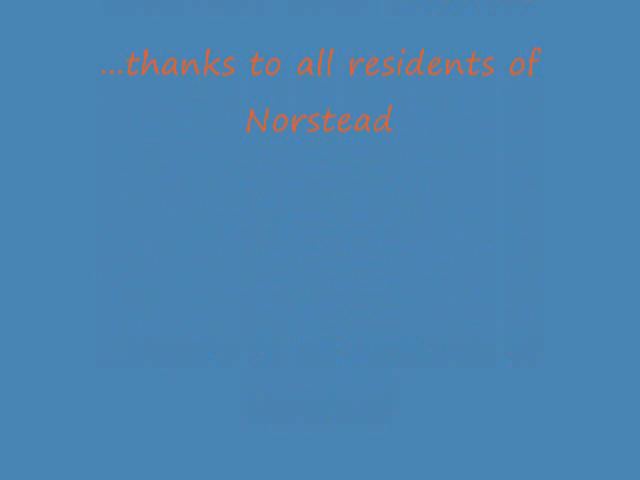 ...thanks to all residents of
Norstead